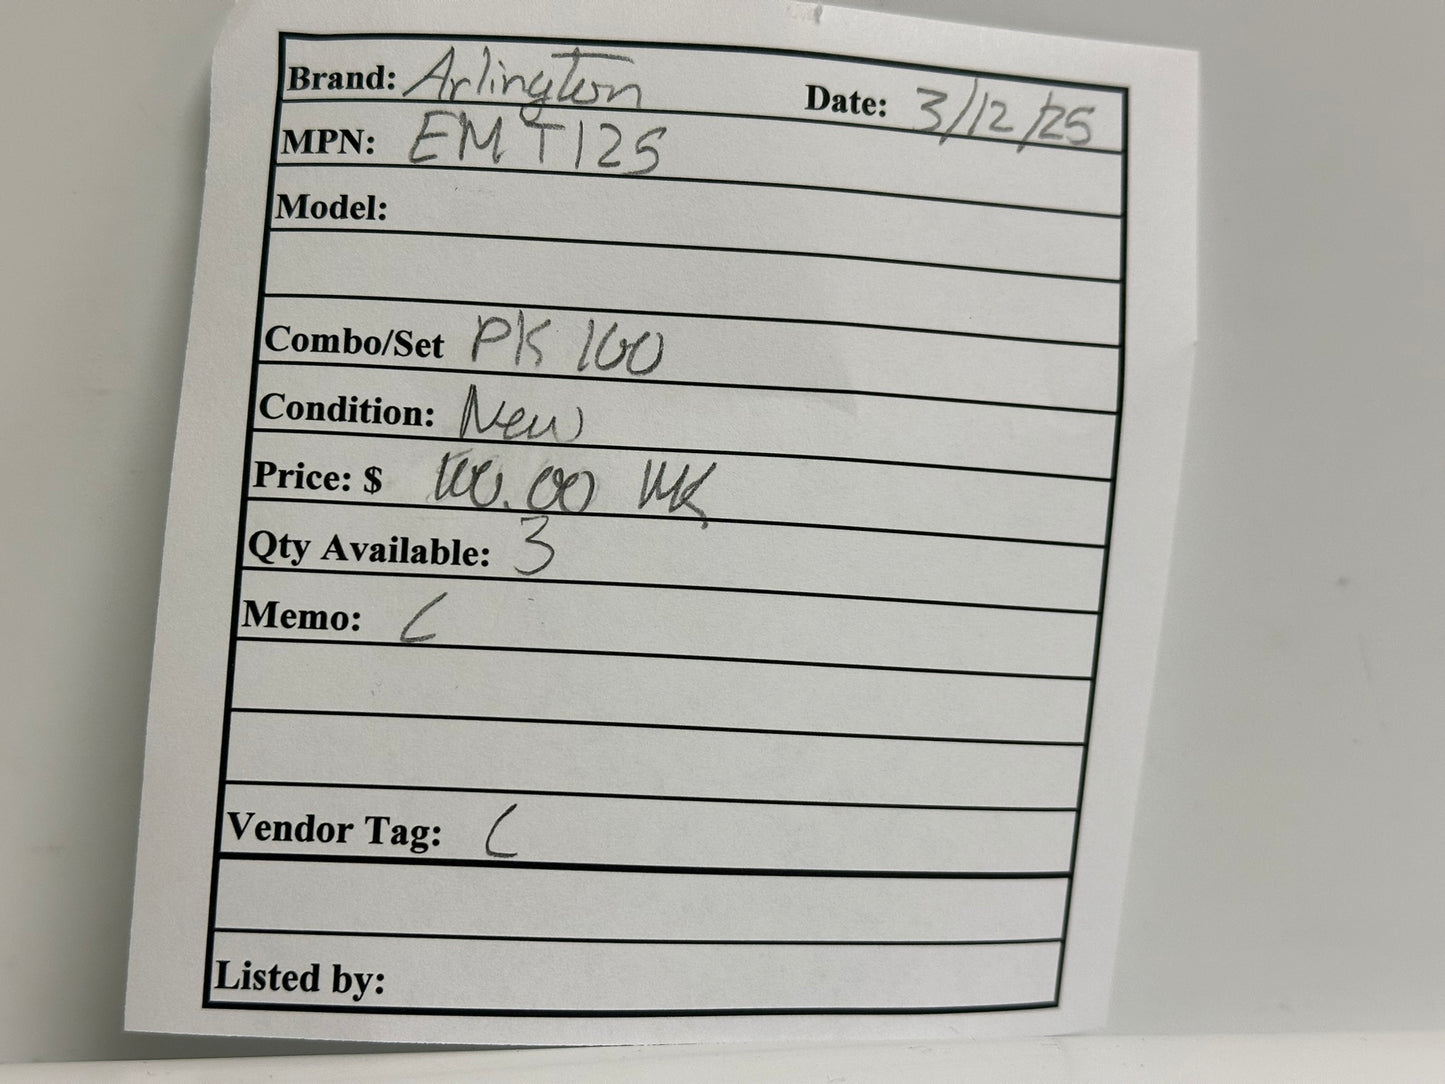 Brand: Arlington Date: 3/12/25
MPN: EMT125
Model:
Combo/Set PK 100
Condition: New
Price: $ 100.00 MK
Qty Available: 3
Memo: C
Vendor Tag: C
Listed by: